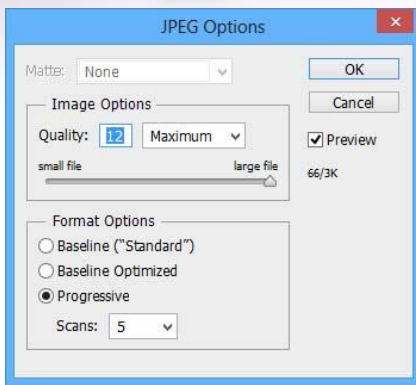 JPEG Options
Matte: None
OK
Image Options
Cancel
Quality: 12 Maximum
Preview
small file large file
66/3K
Format Options
Baseline ("Standard")
Baseline Optimized
Progressive
Scans: 5